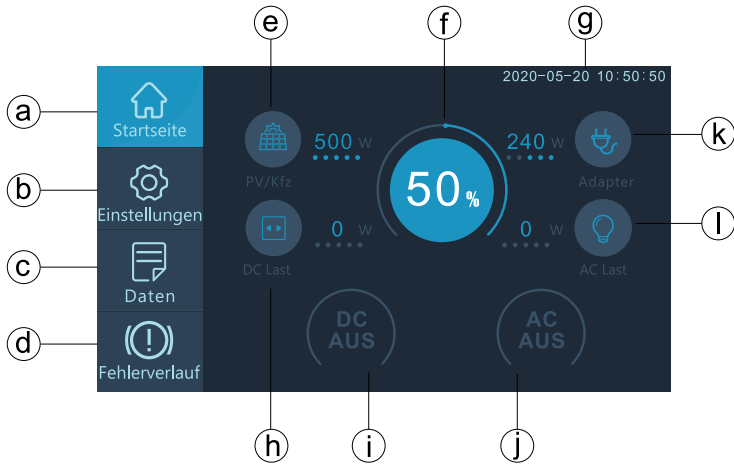 e
f
g
2020-05-20 10:50:50
a
Startseite
500 W
240 W
k
PV/Kfz
50%
Adapter
b
Einstellungen
0 W
0 W
l
DC Last
AC Last
c
Daten
DC
AUS
AC
AUS
d
Fehlerverlauf
h
i
j